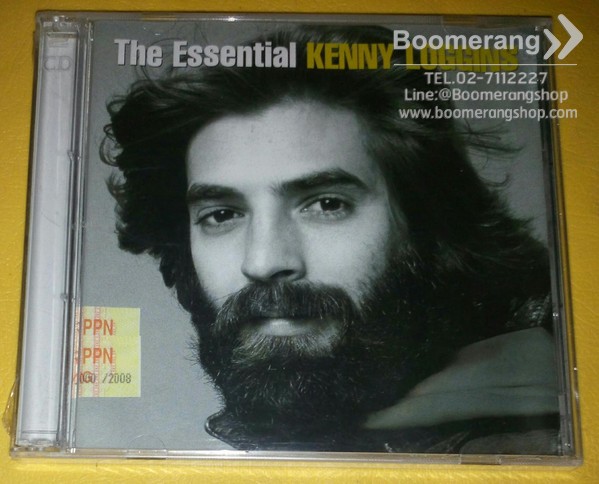 The Essential KENNY LOGGINS
Boomerang
TEL.02-7112227
Line:@Boomerangshop
www.boomerangshop.com
PPN
PPN
/2008